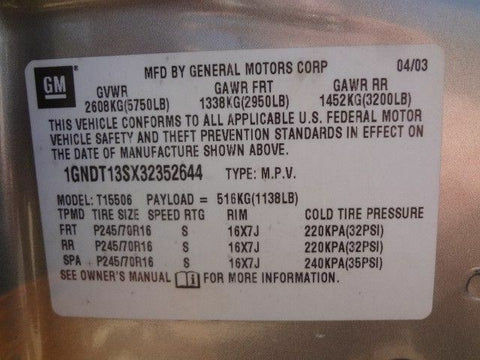 GM MFD BY GENERAL MOTORS CORP 04/03
GVWR GAWR FRT GAWR RR
2608KG(5750LB) 1338KG(2950LB) 1452KG(3200LB)
THIS VEHICLE CONFORMS TO ALL APPLICABLE U.S. FEDERAL MOTOR
VEHICLE SAFETY AND THEFT PREVENTION STANDARDS IN EFFECT ON
THE DATE OF MANUFACTURE SHOWN ABOVE.
1GNDT13SX32352644 TYPE: M.P.V.
MODEL: T15506 PAYLOAD = 516KG(1138LB)
TPMD TIRE SIZE SPEED RTG RIM COLD TIRE PRESSURE
FRT P245/70R16 S 16X7J 220KPA(32PSI)
RR P245/70R16 S 16X7J 220KPA(32PSI)
SPA P245/70R16 S 16X7J 240KPA(35PSI)
SEE OWNER'S MANUAL FOR MORE INFORMATION.